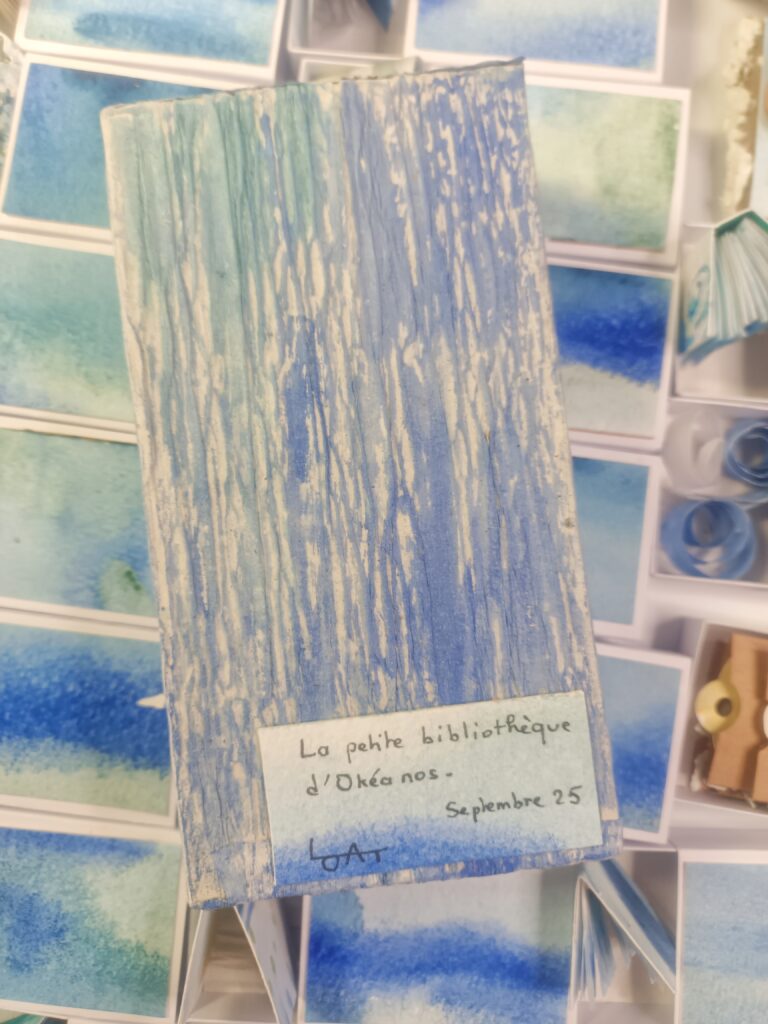 La petite bibliothèque
d'Okéanos.
Septembre 25
LOAT